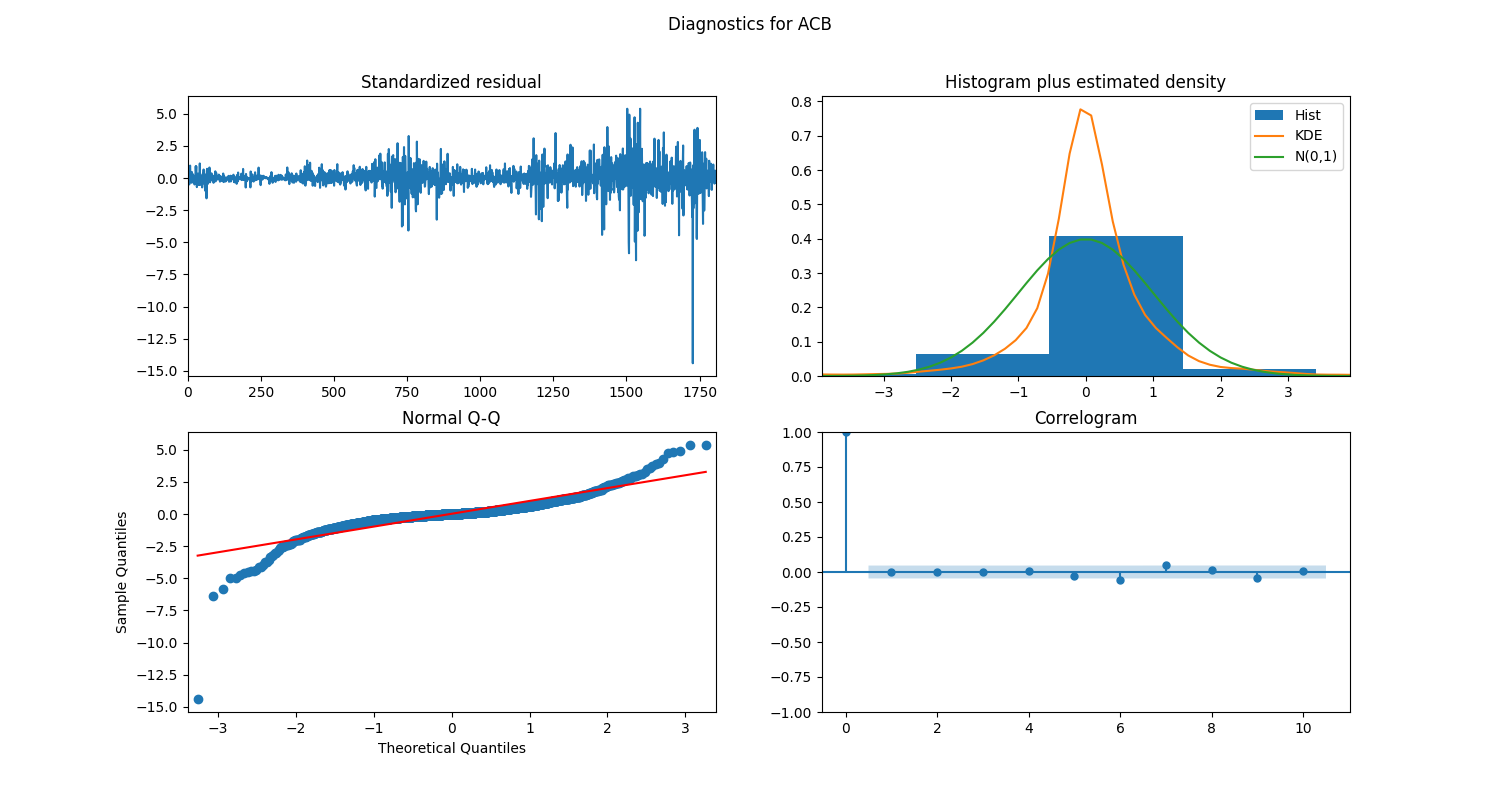 Diagnostics for ACB
Standardized residual
5.0
2.5
0.0
−2.5
−5.0
−7.5
−10.0
−12.5
−15.0
0 250 500 750 1000 1250 1500 1750
Histogram plus estimated density
0.8
0.7
0.6
0.5
0.4
0.3
0.2
0.1
0.0
−3 −2 −1 0 1 2 3
Hist
KDE
N(0,1)
Normal Q-Q
Sample Quantiles
5.0
2.5
0.0
−2.5
−5.0
−7.5
−10.0
−12.5
−15.0
−3 −2 −1 0 1 2 3
Theoretical Quantiles
Correlogram
1.00
0.75
0.50
0.25
0.00
−0.25
−0.50
−0.75
−1.00
0 2 4 6 8 10